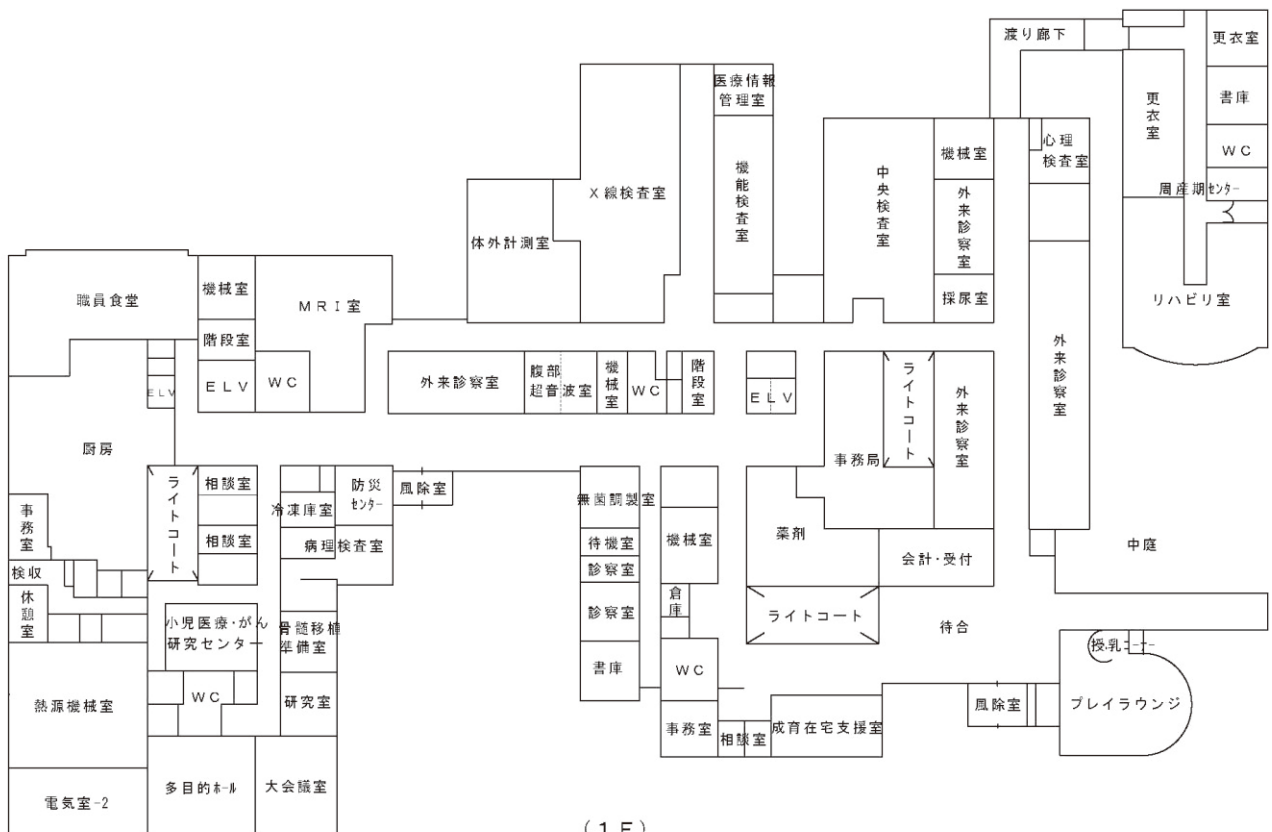 渡り廊下
更衣室
医療情報
管理室
更衣室
書庫
心理
検査室
WC
機械室
機能検査室
中央検査室
X線検査室
周産期センター
外来診察室
体外計測室
機械室
職員食堂
MRI室
採尿室
リハビリ室
階段室
外来診察室
ELV
WC
ELV
外来診察室
腹部
超音波室
機械室
WC
階段室
ELV
ライトコート
外来診察室
厨房
事務局
ライトコート
相談室
防災
センター
風除室
無菌調製室
冷凍庫室
事務室
相談室
病理検査室
待機室
機械室
薬剤
中庭
会計・受付
検収
診察室
休憩室
倉庫
診察室
ライトコート
小児医療・がん
研究センター
骨髄移植
準備室
待合
授乳コーナー
書庫
WC
WC
研究室
熱源機械室
風除室
プレイラウンジ
事務室
相談室
成育在宅支援室
電気室-2
多目的ホール
大会議室
(1F)